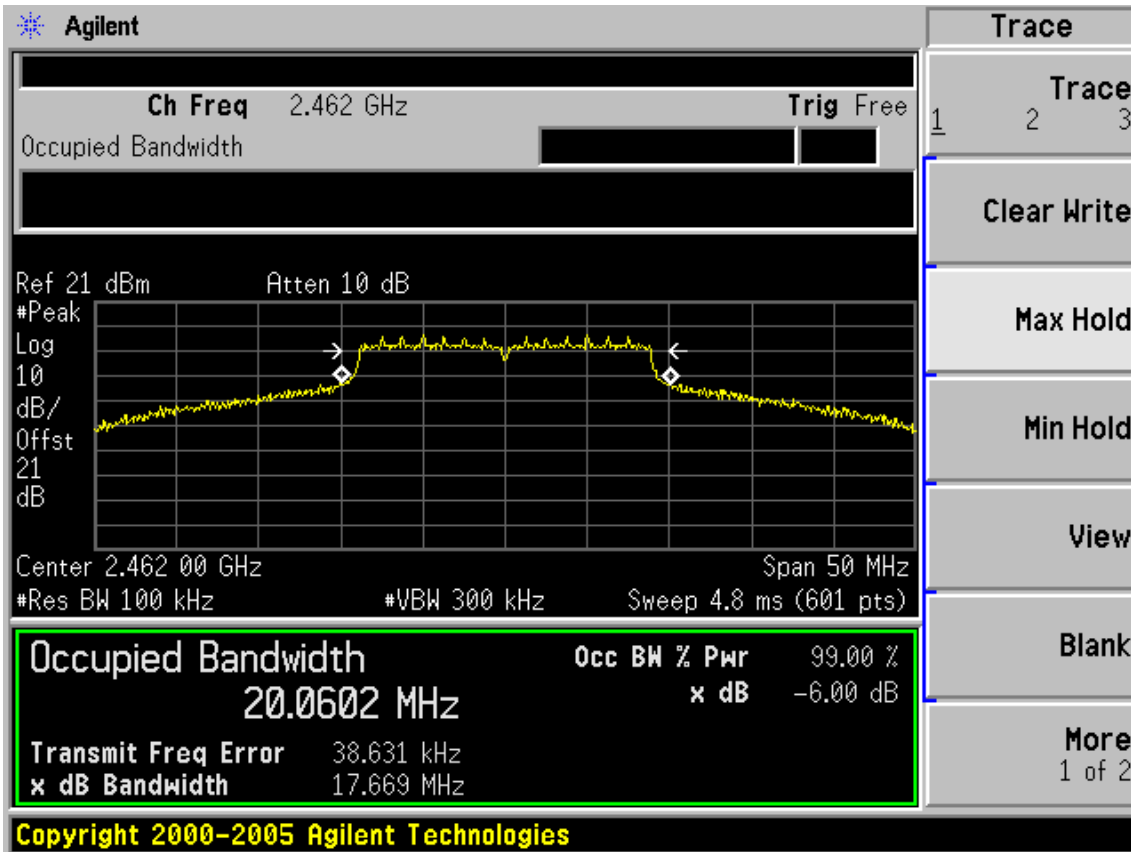 Agilent
Trace
Ch Freq 2.462 GHz Trig Free
Occupied Bandwidth
Ref 21 dBm Atten 10 dB
#Peak
Log
10
dB/
Offst
21
dB
Center 2.462 00 GHz Span 50 MHz
#Res BW 100 kHz #VBW 300 kHz Sweep 4.8 ms (601 pts)
Occupied Bandwidth
20.0602 MHz
Occ BW % Pwr 99.00 %
x dB -6.00 dB
Transmit Freq Error 38.631 kHz
x dB Bandwidth 17.669 MHz
Copyright 2000-2005 Agilent Technologies
Trace
1 2 3
Clear Write
Max Hold
Min Hold
View
Blank
More
1 of 2